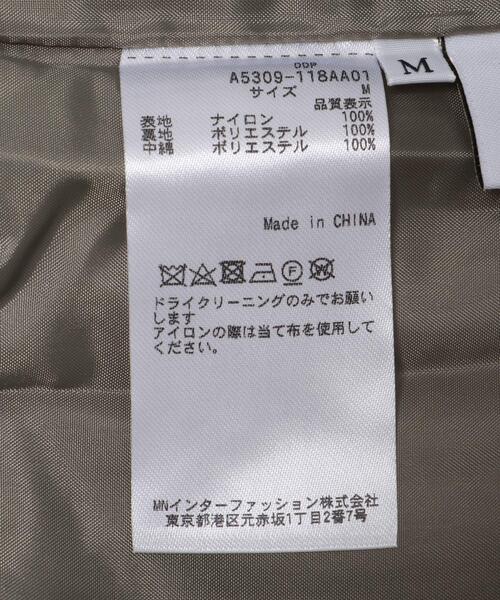 DDP
A5309-118AA01
サイズ M
品質表示
表地 ナイロン 100%
裏地 ポリエステル 100%
中綿 ポリエステル 100%
Made in CHINA
ドライクリーニングのみでお願い
します
アイロンの際は当て布を使用して
ください。
MNインターファッション株式会社
東京都港区元赤坂1丁目2番7号
M